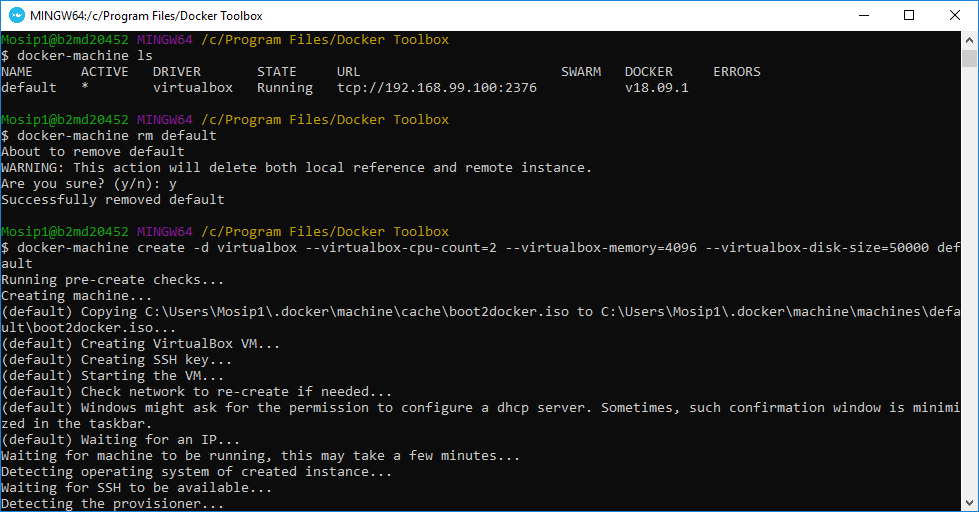 MINGW64:/c/Program Files/Docker Toolbox
Mosip1@b2md20452 MINGW64 /c/Program Files/Docker Toolbox
$ docker-machine ls
NAME      ACTIVE   DRIVER       STATE     URL                         SWARM   DOCKER     ERRORS
default   *        virtualbox   Running   tcp://192.168.99.100:2376           v18.09.1
Mosip1@b2md20452 MINGW64 /c/Program Files/Docker Toolbox
$ docker-machine rm default
About to remove default
WARNING: This action will delete both local reference and remote instance.
Are you sure? (y/n): y
Successfully removed default
Mosip1@b2md20452 MINGW64 /c/Program Files/Docker Toolbox
$ docker-machine create -d virtualbox --virtualbox-cpu-count=2 --virtualbox-memory=4096 --virtualbox-disk-size=50000 def
ault
Running pre-create checks...
Creating machine...
(default) Copying C:\Users\Mosip1\.docker\machine\cache\boot2docker.iso to C:\Users\Mosip1\.docker\machine\machines\defa
ult\boot2docker.iso...
(default) Creating VirtualBox VM...
(default) Creating SSH key...
(default) Starting the VM...
(default) Check network to re-create if needed...
(default) Windows might ask for the permission to configure a dhcp server. Sometimes, such confirmation window is minimi
zed in the taskbar.
(default) Waiting for an IP...
Waiting for machine to be running, this may take a few minutes...
Detecting operating system of created instance...
Waiting for SSH to be available...
Detecting the provisioner...